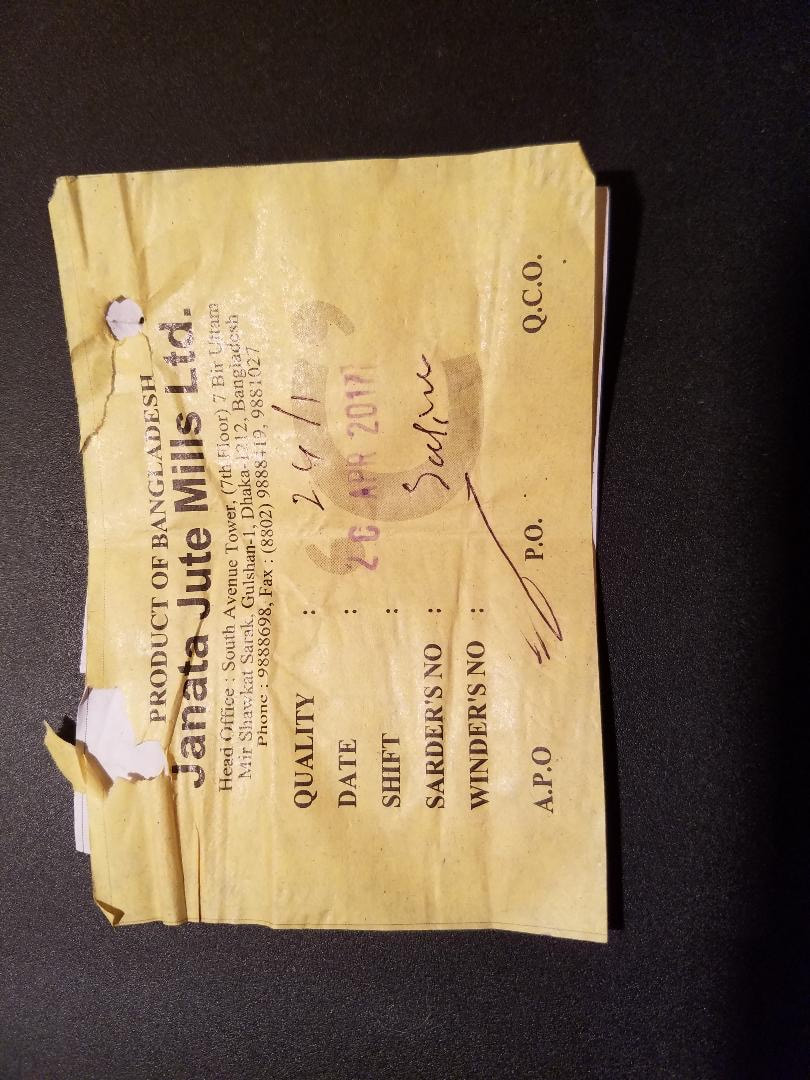 PRODUCT OF BANGLADESH
Janata Jute Mills Ltd.
Head Office : South Avenue Tower, (7th Floor) 7 Bir Uttam
Mir Shawkat Sarak, Gulshan-1, Dhaka-1212, Bangladesh
Phone : 9888698, Fax : (8802) 9888419, 9881027
QUALITY : 24/1
DATE : APR 2017
SHIFT :
SARDER'S NO :
WINDER'S NO :
A.P.O P.O. Q.C.O.